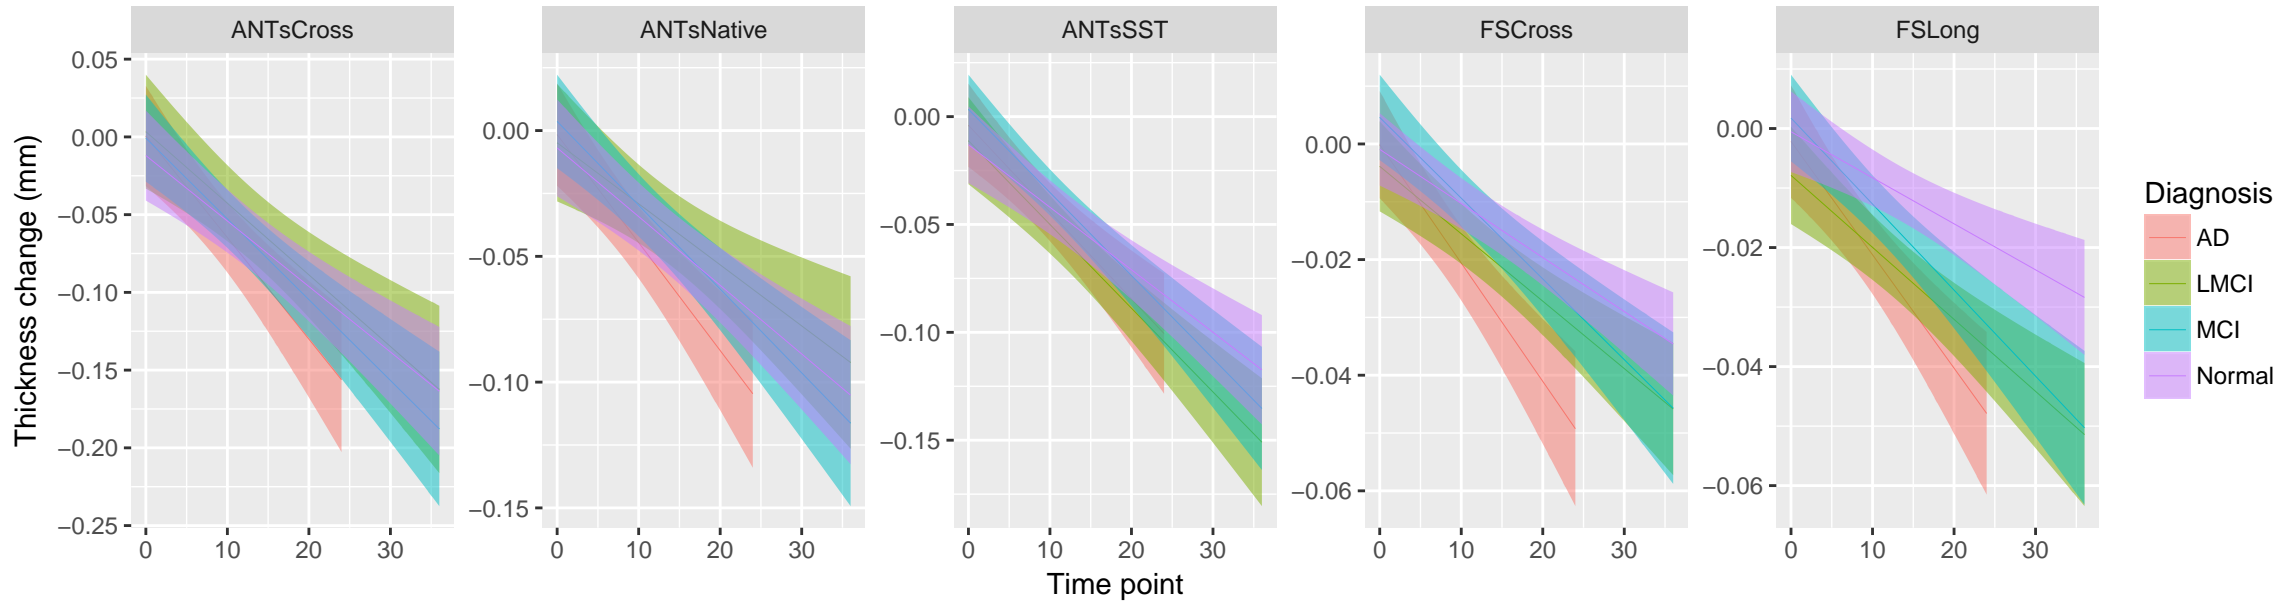 ANTsCross ANTsNative ANTsSST FSCross FSLong
Thickness change (mm)
0.05
0.00
−0.05
−0.10
−0.15
−0.20
−0.25
0 10 20 30
0.00
−0.05
−0.10
−0.15
0 10 20 30
0.00
−0.05
−0.10
−0.15
0 10 20 30
0.00
−0.02
−0.04
−0.06
0 10 20 30
0.00
−0.02
−0.04
−0.06
0 10 20 30
Time point
Diagnosis
AD
LMCI
MCI
Normal